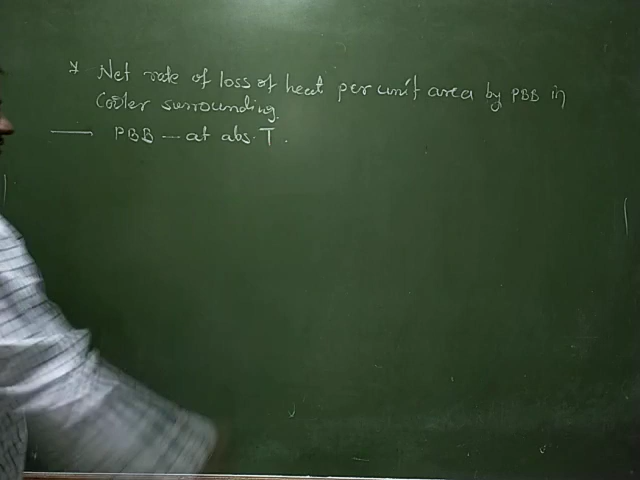 * Net rate of loss of heat per unit area by PBB in
Cooler surrounding.
— PBB — at abs. T.